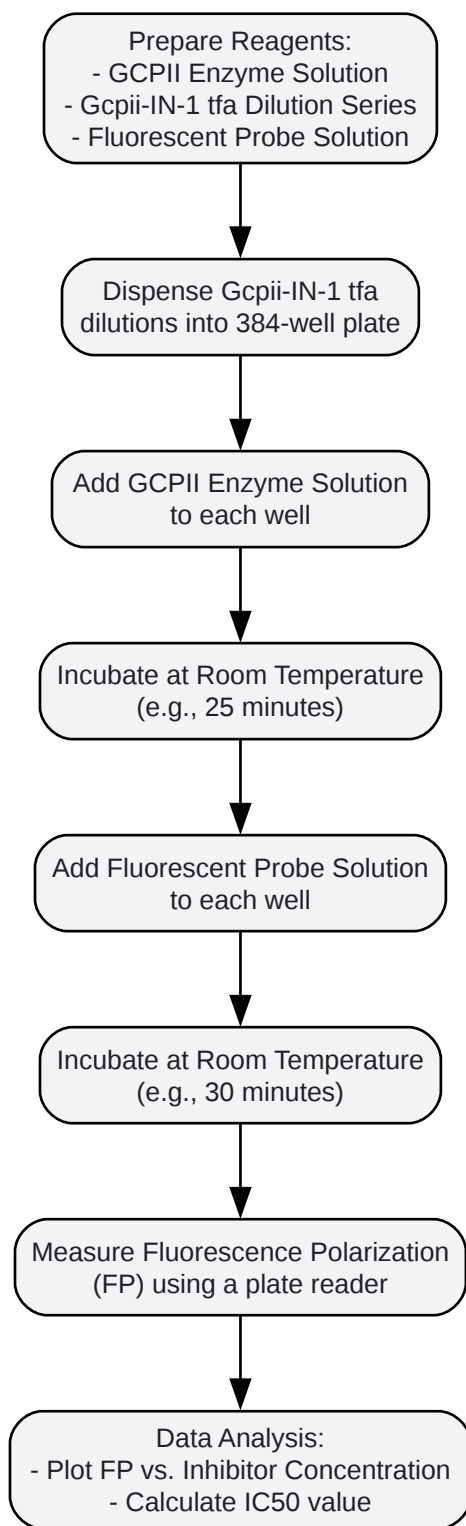 Prepare Reagents:
- GCPII Enzyme Solution
- Gcpii-IN-1 tfa Dilution Series
- Fluorescent Probe Solution
Dispense Gcpii-IN-1 tfa
dilutions into 384-well plate
Add GCPII Enzyme Solution
to each well
Incubate at Room Temperature
(e.g., 25 minutes)
Add Fluorescent Probe Solution
to each well
Incubate at Room Temperature
(e.g., 30 minutes)
Measure Fluorescence Polarization
(FP) using a plate reader
Data Analysis:
- Plot FP vs. Inhibitor Concentration
- Calculate IC50 value